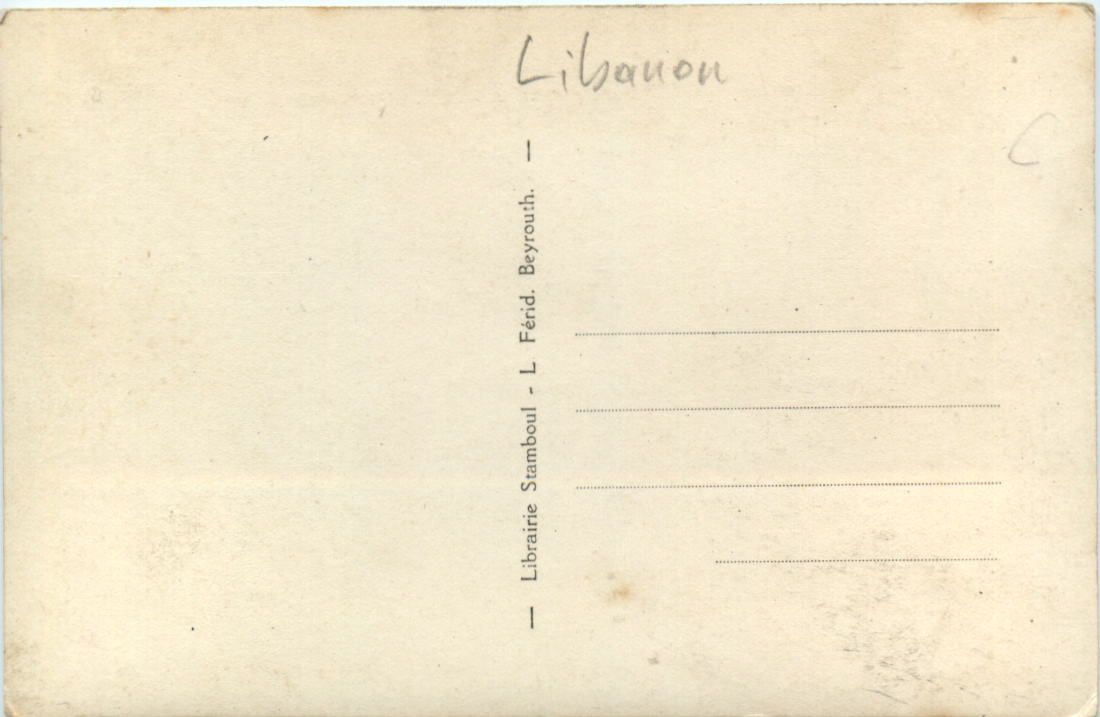 Libanon
C
— Librairie Stamboul - L. Férid. Beyrouth. —